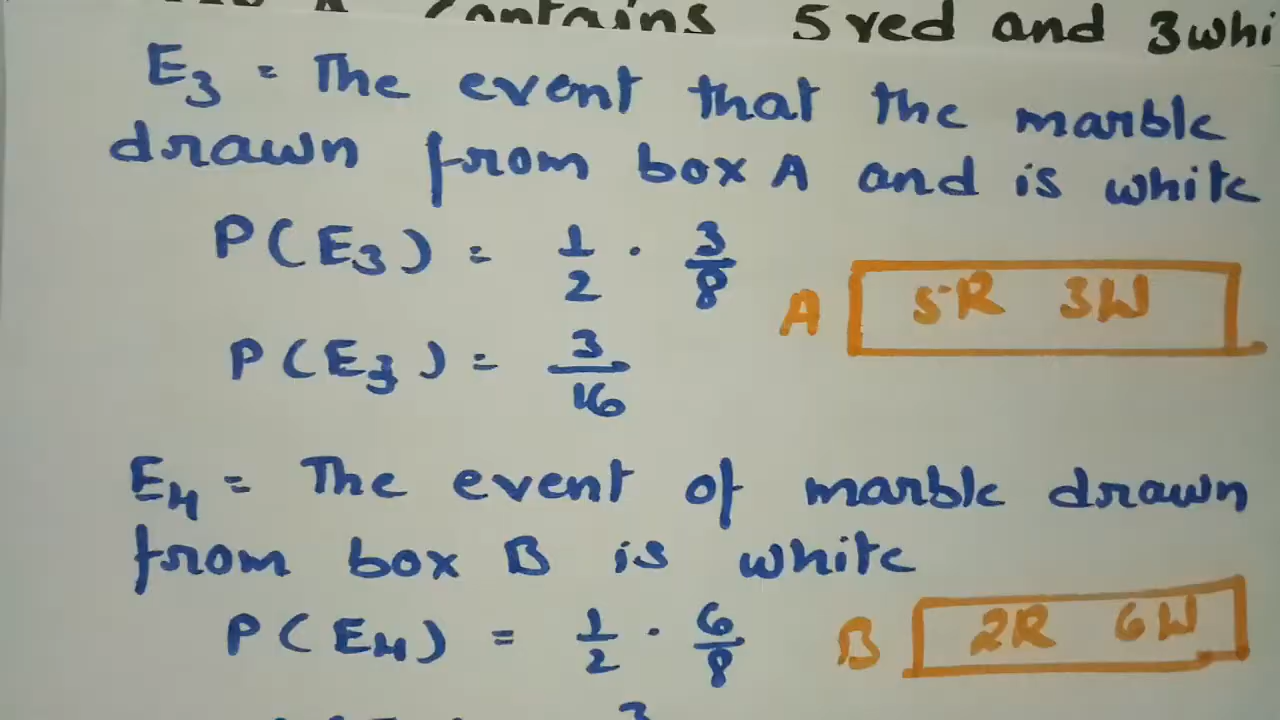 A Contains 5 red and 3 whi
E3 = The event that the marble
drawn from box A and is white
P(E3) = 1/2 · 3/8
A 5R 3W
P(E3) = 3/16
E4 = The event of marble drawn
from box B is white
P(E4) = 1/2 · 6/8
B 2R 6W
3